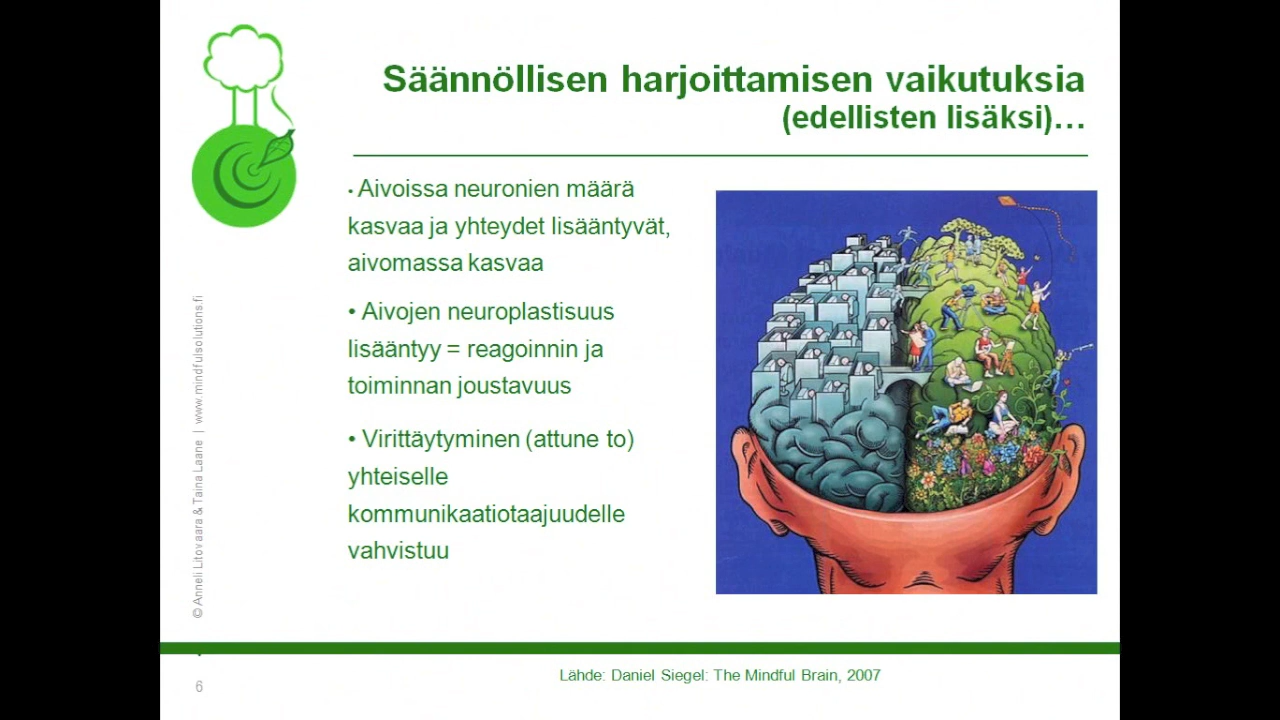 Säännöllisen harjoittamisen vaikutuksia
(edellisten lisäksi)…
• Aivoissa neuronien määrä
kasvaa ja yhteydet lisääntyvät,
aivomassa kasvaa
• Aivojen neuroplastisuus
lisääntyy = reagoinnin ja
toiminnan joustavuus
• Virittäytyminen (attune to)
yhteiselle
kommunikaatiotaajuudelle
vahvistuu
© Anneli Litovaara & Taina Laane | www.mindfulsolutions.fi
Lähde: Daniel Siegel: The Mindful Brain, 2007
6